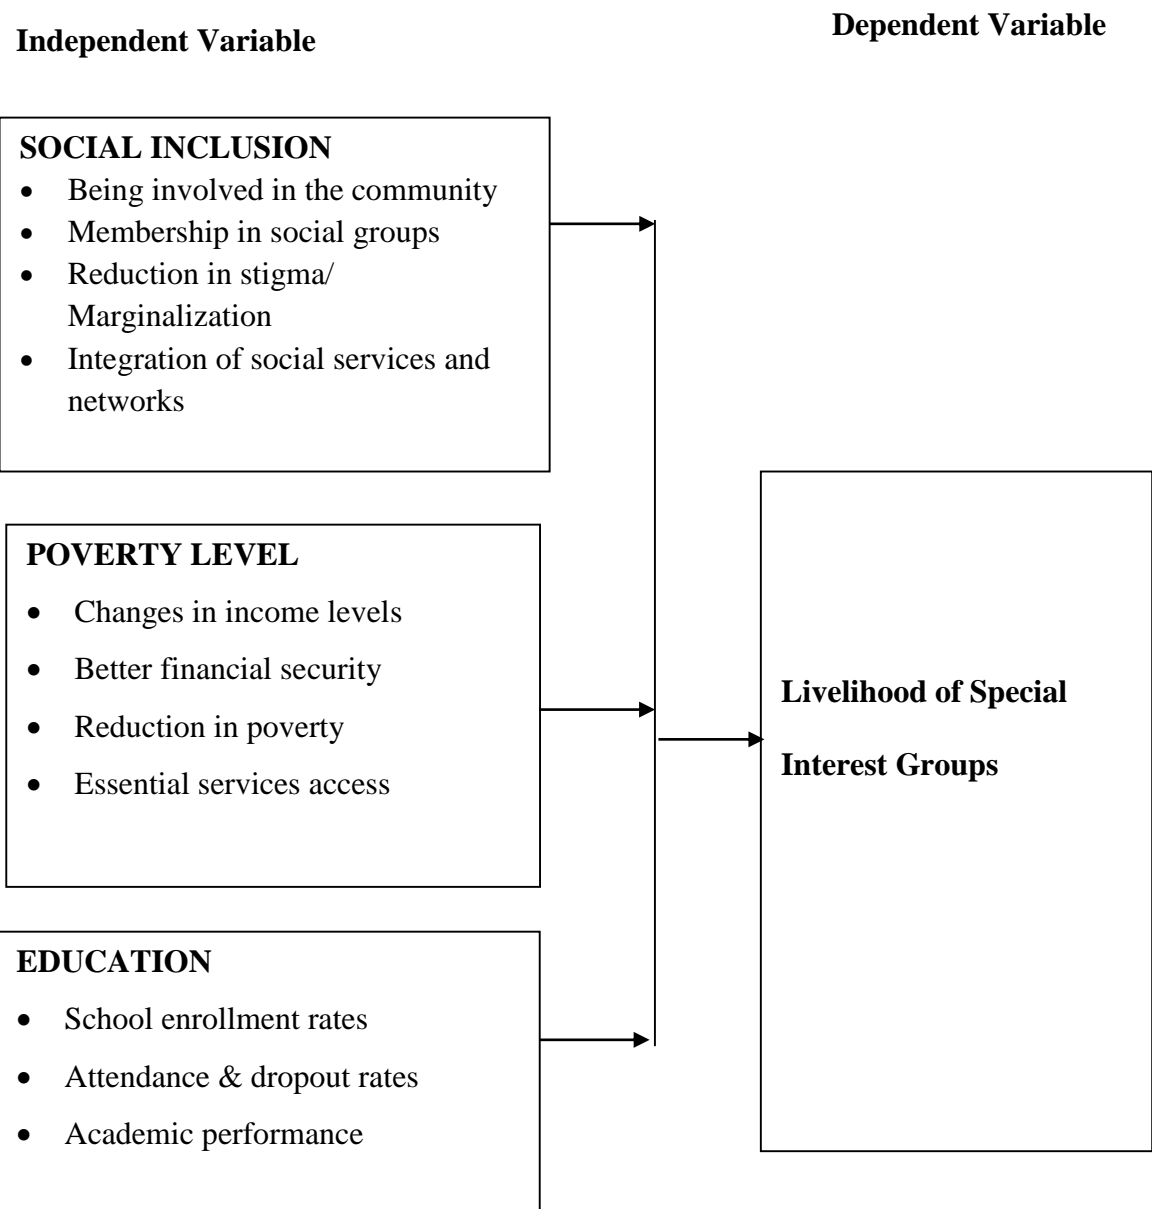 Independent Variable
Dependent Variable
SOCIAL INCLUSION
• Being involved in the community
• Membership in social groups
• Reduction in stigma/
Marginalization
• Integration of social services and
networks
POVERTY LEVEL
• Changes in income levels
• Better financial security
• Reduction in poverty
• Essential services access
Livelihood of Special
Interest Groups
EDUCATION
• School enrollment rates
• Attendance & dropout rates
• Academic performance